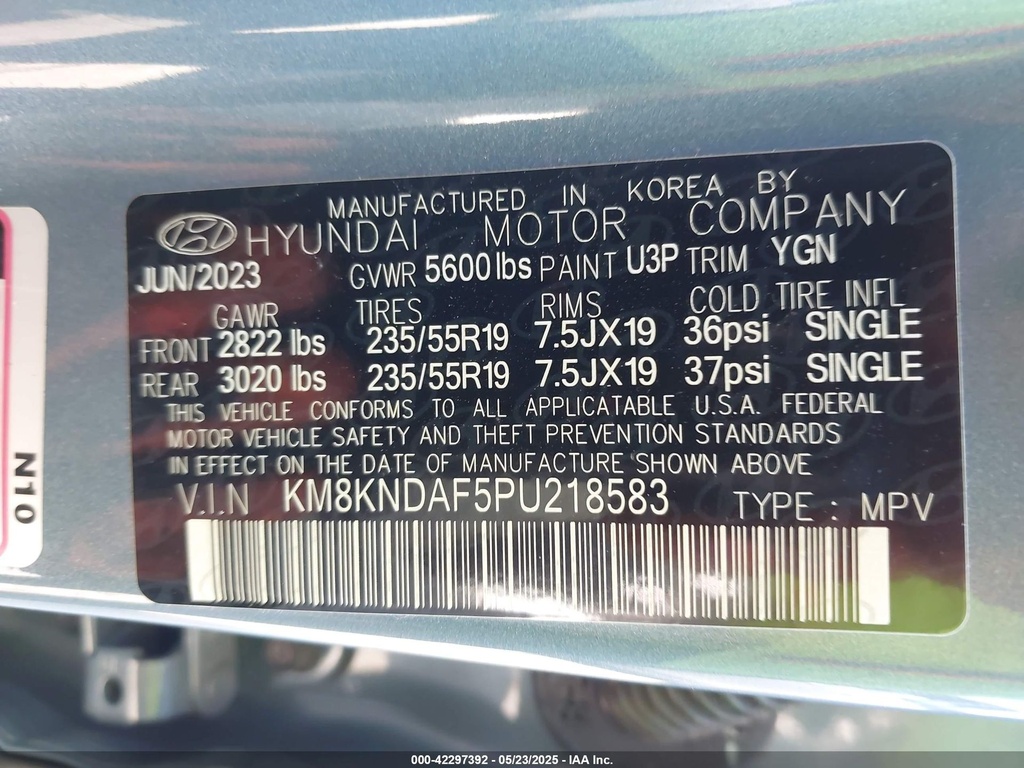 MANUFACTURED IN KOREA BY
HYUNDAI MOTOR COMPANY
JUN/2023 GVWR 5600lbs PAINT U3P TRIM YGN
GAWR TIRES RIMS COLD TIRE INFL
FRONT 2822 lbs 235/55R19 7.5JX19 36psi SINGLE
REAR 3020 lbs 235/55R19 7.5JX19 37psi SINGLE
THIS VEHICLE CONFORMS TO ALL APPLICATABLE U.S.A. FEDERAL
MOTOR VEHICLE SAFETY AND THEFT PREVENTION STANDARDS
IN EFFECT ON THE DATE OF MANUFACTURE SHOWN ABOVE
V.I.N KM8KNDAF5PU218583 TYPE : MPV
N10
000-42297392 - 05/23/2025 - IAA Inc.